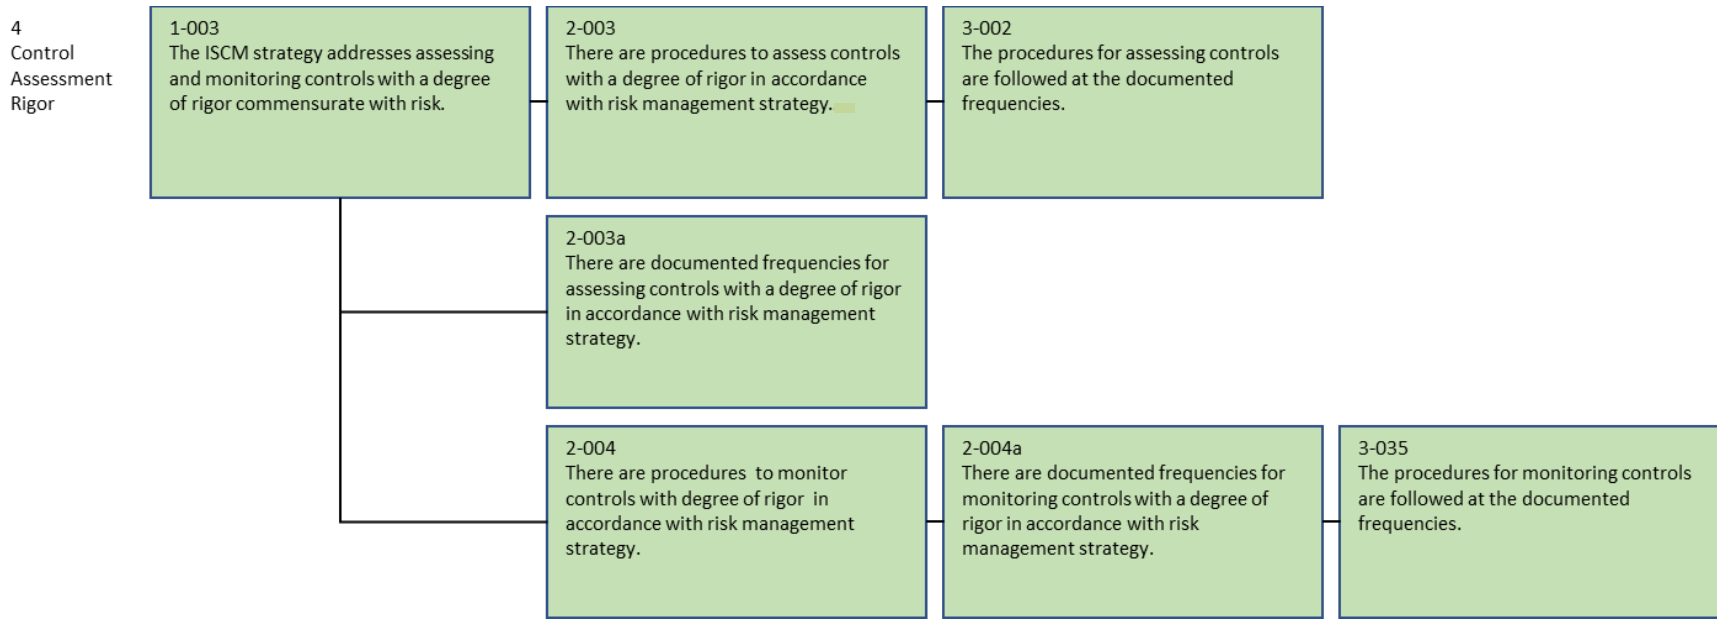 4
Control
Assessment
Rigor
1-003
The ISCM strategy addresses assessing
and monitoring controls with a degree
of rigor commensurate with risk.
2-003
There are procedures to assess controls
with a degree of rigor in accordance
with risk management strategy.
3-002
The procedures for assessing controls
are followed at the documented
frequencies.
2-003a
There are documented frequencies for
assessing controls with a degree of rigor
in accordance with risk management
strategy.
2-004
There are procedures  to monitor
controls with degree of rigor  in
accordance with risk management
strategy.
2-004a
There are documented frequencies for
monitoring controls with a degree of
rigor in accordance with risk
management strategy.
3-035
The procedures for monitoring controls
are followed at the documented
frequencies.